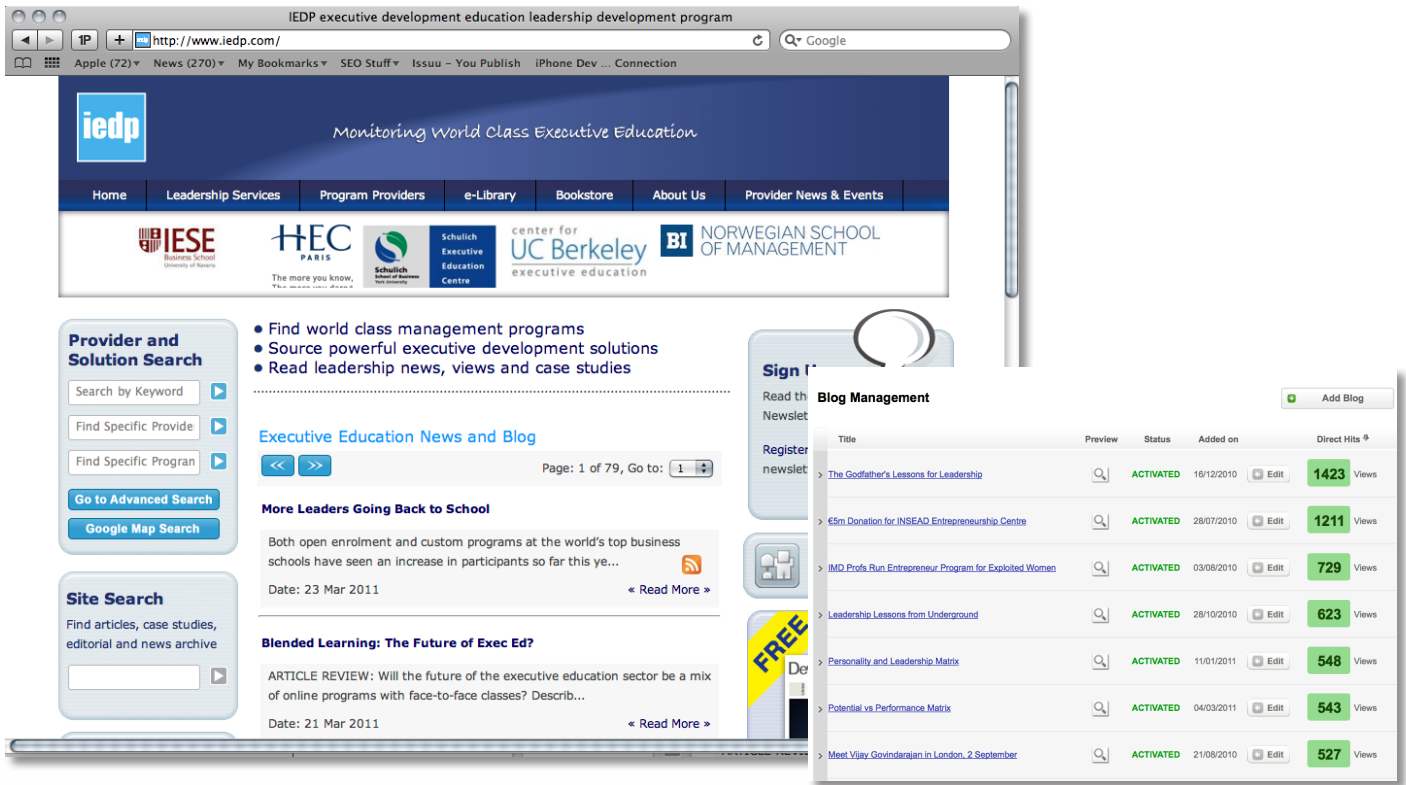 IEDP executive development education leadership development program
1P
+
http://www.iedp.com/
Google
Apple (72)▾ News (270)▾ My Bookmarks▾ SEO Stuff▾ Issuu – You Publish iPhone Dev ... Connection
iedp
Monitoring World Class Executive Education
Home Leadership Services Program Providers e-Library Bookstore About Us Provider News & Events
IESE
Business School
University of Navarra
HEC
PARIS
The more you know,
The more you dare
Schulich
School of Business
York University
Schulich
Executive
Education
Centre
center for
UC Berkeley
executive education
BI
NORWEGIAN SCHOOL
OF MANAGEMENT
Provider and
Solution Search
Search by Keyword
Find Specific Provide
Find Specific Progran
Go to Advanced Search
Google Map Search
Site Search
Find articles, case studies,
editorial and news archive
• Find world class management programs
• Source powerful executive development solutions
• Read leadership news, views and case studies
Executive Education News and Blog
<< >>
Page: 1 of 79, Go to: 1
More Leaders Going Back to School
Both open enrolment and custom programs at the world's top business
schools have seen an increase in participants so far this ye...
Date: 23 Mar 2011 « Read More »
Blended Learning: The Future of Exec Ed?
ARTICLE REVIEW: Will the future of the executive education sector be a mix
of online programs with face-to-face classes? Describ...
Date: 21 Mar 2011 « Read More »
Sign
Read th
Newslet
Register
newslet
FREE
De
Blog Management
Add Blog
Title Preview Status Added on Direct Hits
The Godfather's Lessons for Leadership ACTIVATED 16/12/2010 Edit 1423 Views
€5m Donation for INSEAD Entrepreneurship Centre ACTIVATED 28/07/2010 Edit 1211 Views
IMD Profs Run Entrepreneur Program for Exploited Women ACTIVATED 03/08/2010 Edit 729 Views
Leadership Lessons from Underground ACTIVATED 28/10/2010 Edit 623 Views
Personality and Leadership Matrix ACTIVATED 11/01/2011 Edit 548 Views
Potential vs Performance Matrix ACTIVATED 04/03/2011 Edit 543 Views
Meet Vijay Govindarajan in London, 2 September ACTIVATED 21/08/2010 Edit 527 Views